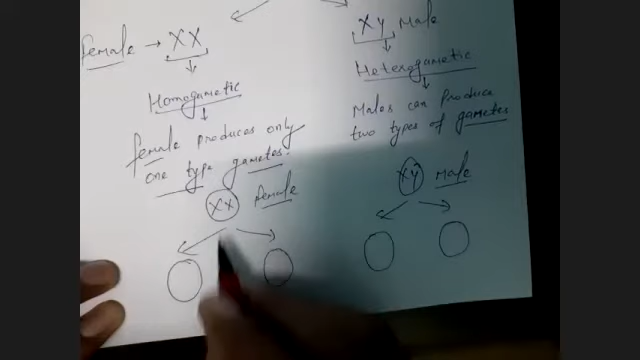 female → XX
Homogametic
female produces only
one type gametes.
XX female
XY Male
Heterogametic
Males can produce
two types of gametes
XY Male